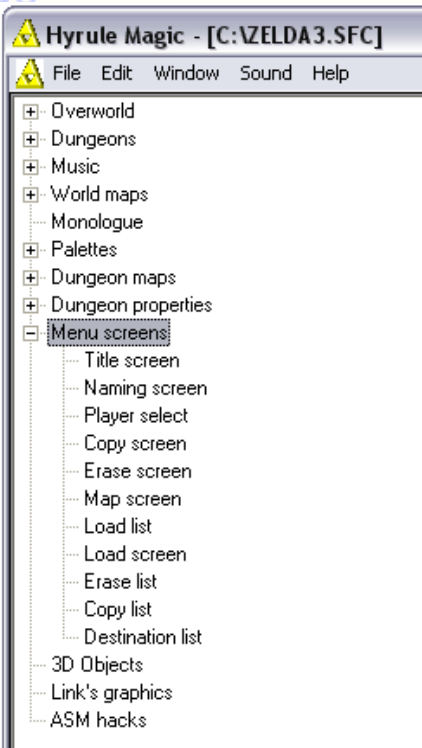 Hyrule Magic - [C:\ZELDA3.SFC]
File Edit Window Sound Help
Overworld
Dungeons
Music
World maps
Monologue
Palettes
Dungeon maps
Dungeon properties
Menu screens
Title screen
Naming screen
Player select
Copy screen
Erase screen
Map screen
Load list
Load screen
Erase list
Copy list
Destination list
3D Objects
Link's graphics
ASM hacks